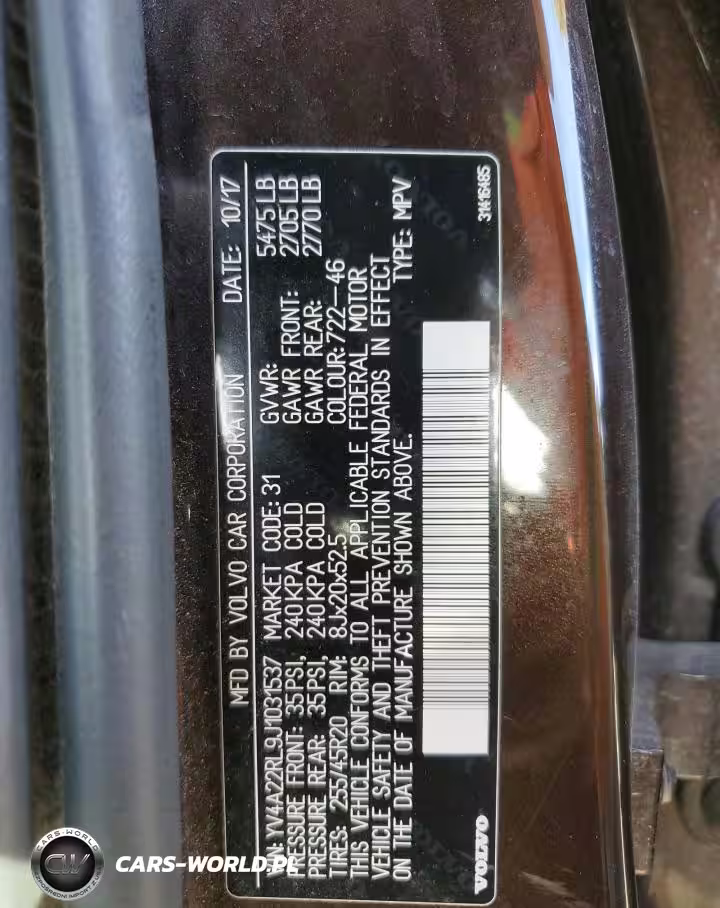 MFD BY VOLVO CAR CORPORATION DATE: 10/17
VIN: YV4A22RL9J1031537 MARKET CODE: 31 GVWR: 5475 LB
PRESSURE FRONT: 35PSI, 240KPA COLD GAWR FRONT: 2705 LB
PRESSURE REAR: 35PSI, 240KPA COLD GAWR REAR: 2770 LB
TIRES: 255/45R20 RIM: 8Jx20x52.5 COLOUR: 722-46
THIS VEHICLE CONFORMS TO ALL APPLICABLE FEDERAL MOTOR
VEHICLE SAFETY AND THEFT PREVENTION STANDARDS IN EFFECT
ON THE DATE OF MANUFACTURE SHOWN ABOVE. TYPE: MPV
VOLVO 31416485
CARS-WORLD
CW
CARS-WORLD.PL